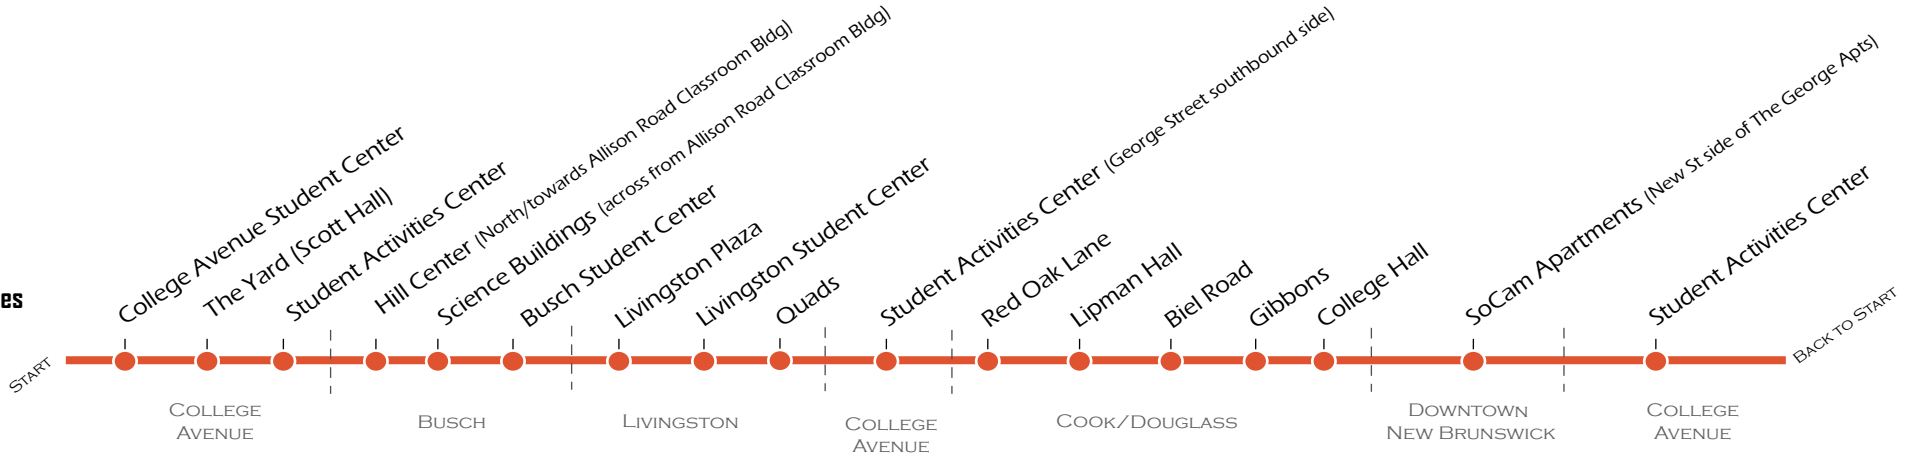 es
START
College Avenue Student Center
The Yard (Scott Hall)
Student Activities Center
Hill Center (North/towards Allison Road Classroom Bldg)
Science Buildings (across from Allison Road Classroom Bldg)
Busch Student Center
Livingston Plaza
Livingston Student Center
Quads
Student Activities Center (George Street southbound side)
Red Oak Lane
Lipman Hall
Biel Road
Gibbons
College Hall
SoCam Apartments (New St side of The George Apts)
Student Activities Center
BACK TO START
COLLEGE
AVENUE
BUSCH
LIVINGSTON
COLLEGE
AVENUE
COOK/DOUGLASS
DOWNTOWN
NEW BRUNSWICK
COLLEGE
AVENUE